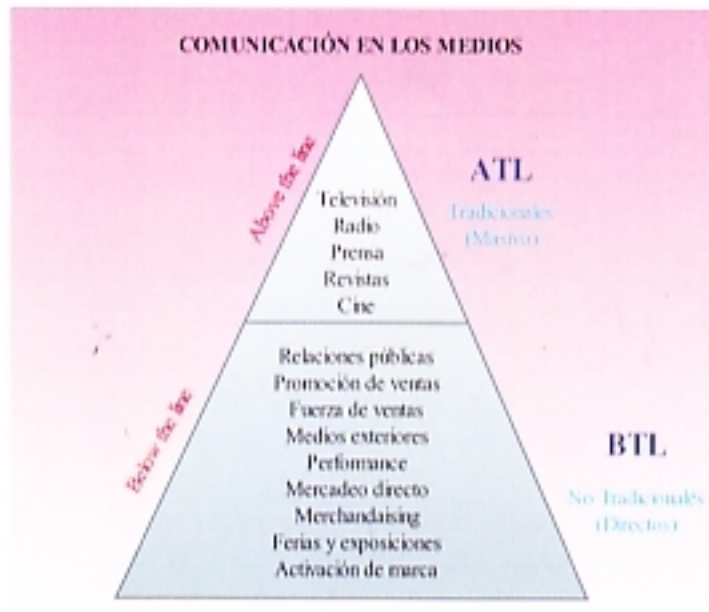 COMUNICACIÓN EN LOS MEDIOS
Above the line
ATL
Tradicionales
(Masivo)
Televisión
Radio
Prensa
Revistas
Cine
Below the line
Relaciones públicas
Promoción de ventas
Fuerza de ventas
Medios exteriores
Performance
Mercadeo directo
Merchandaising
Ferias y exposiciones
Activación de marca
BTL
No Tradicionales
(Directos)